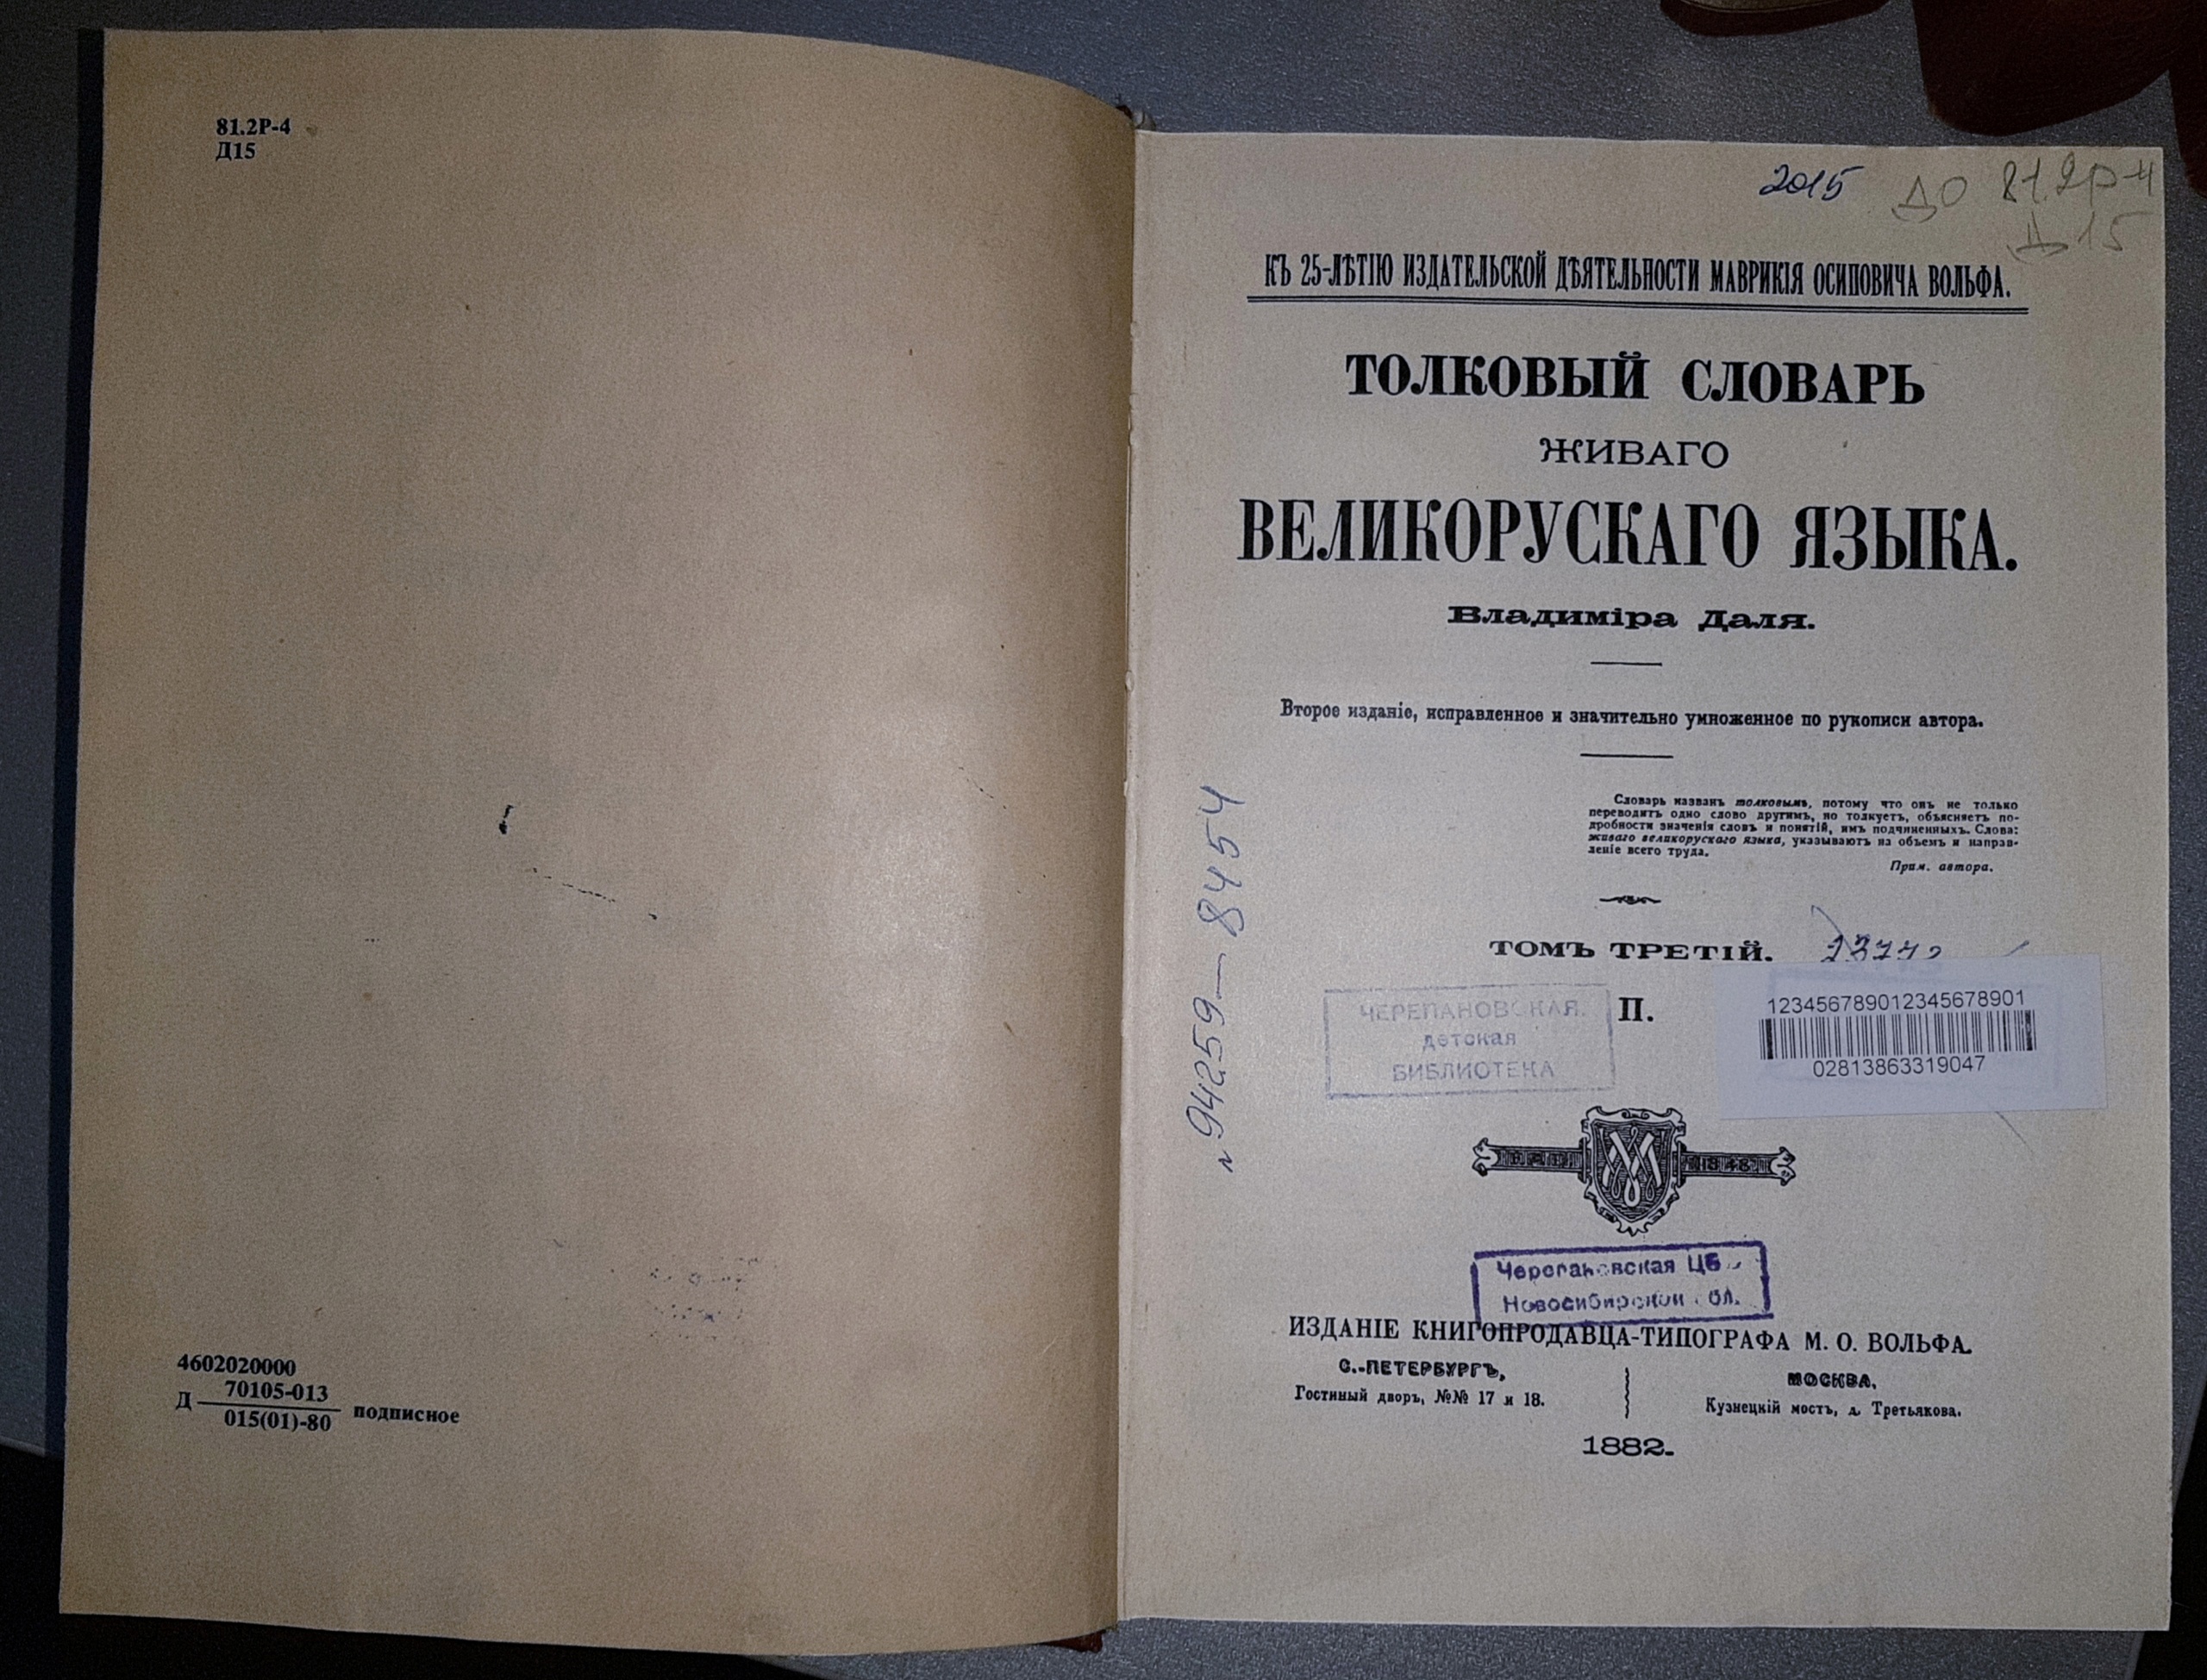 81.2Р-4
Д15
4602020000
Д 70105-013
015(01)-80 подписное
2015 ДО 81.2Р-4
Д15
КЪ 25-ЛѢТІЮ ИЗДАТЕЛЬСКОЙ ДѢЯТЕЛЬНОСТИ МАВРИКІЯ ОСИПОВИЧА ВОЛЬФА.
ТОЛКОВЫЙ СЛОВАРЬ
ЖИВАГО
ВЕЛИКОРУСКАГО ЯЗЫКА.
Владиміра Даля.
Второе изданіе, исправленное и значительно умноженное по рукописи автора.
Словарь названъ толковымъ, потому что онъ не только
переводитъ одно слово другимъ, но толкуетъ, объясняетъ по-
дробности значенія словъ и понятій, имъ подчиненныхъ. Слова:
живаго великорускаго языка, указываютъ на объемъ и направ-
леніе всего труда.
Прим. автора.
№94259-8454
ТОМЪ ТРЕТІЙ.
П.
ЧЕРЕПАНОВСКАЯ
детская
БИБЛИОТЕКА
123456789012345678901
02813863319047
Черепановская ЦБ
Новосибирской обл.
ИЗДАНІЕ КНИГОПРОДАВЦА-ТИПОГРАФА М. О. ВОЛЬФА.
С.-ПЕТЕРБУРГЪ,
Гостиный дворъ, №№ 17 и 18.
МОСКВА,
Кузнецкій мостъ, д. Третьякова.
1882.